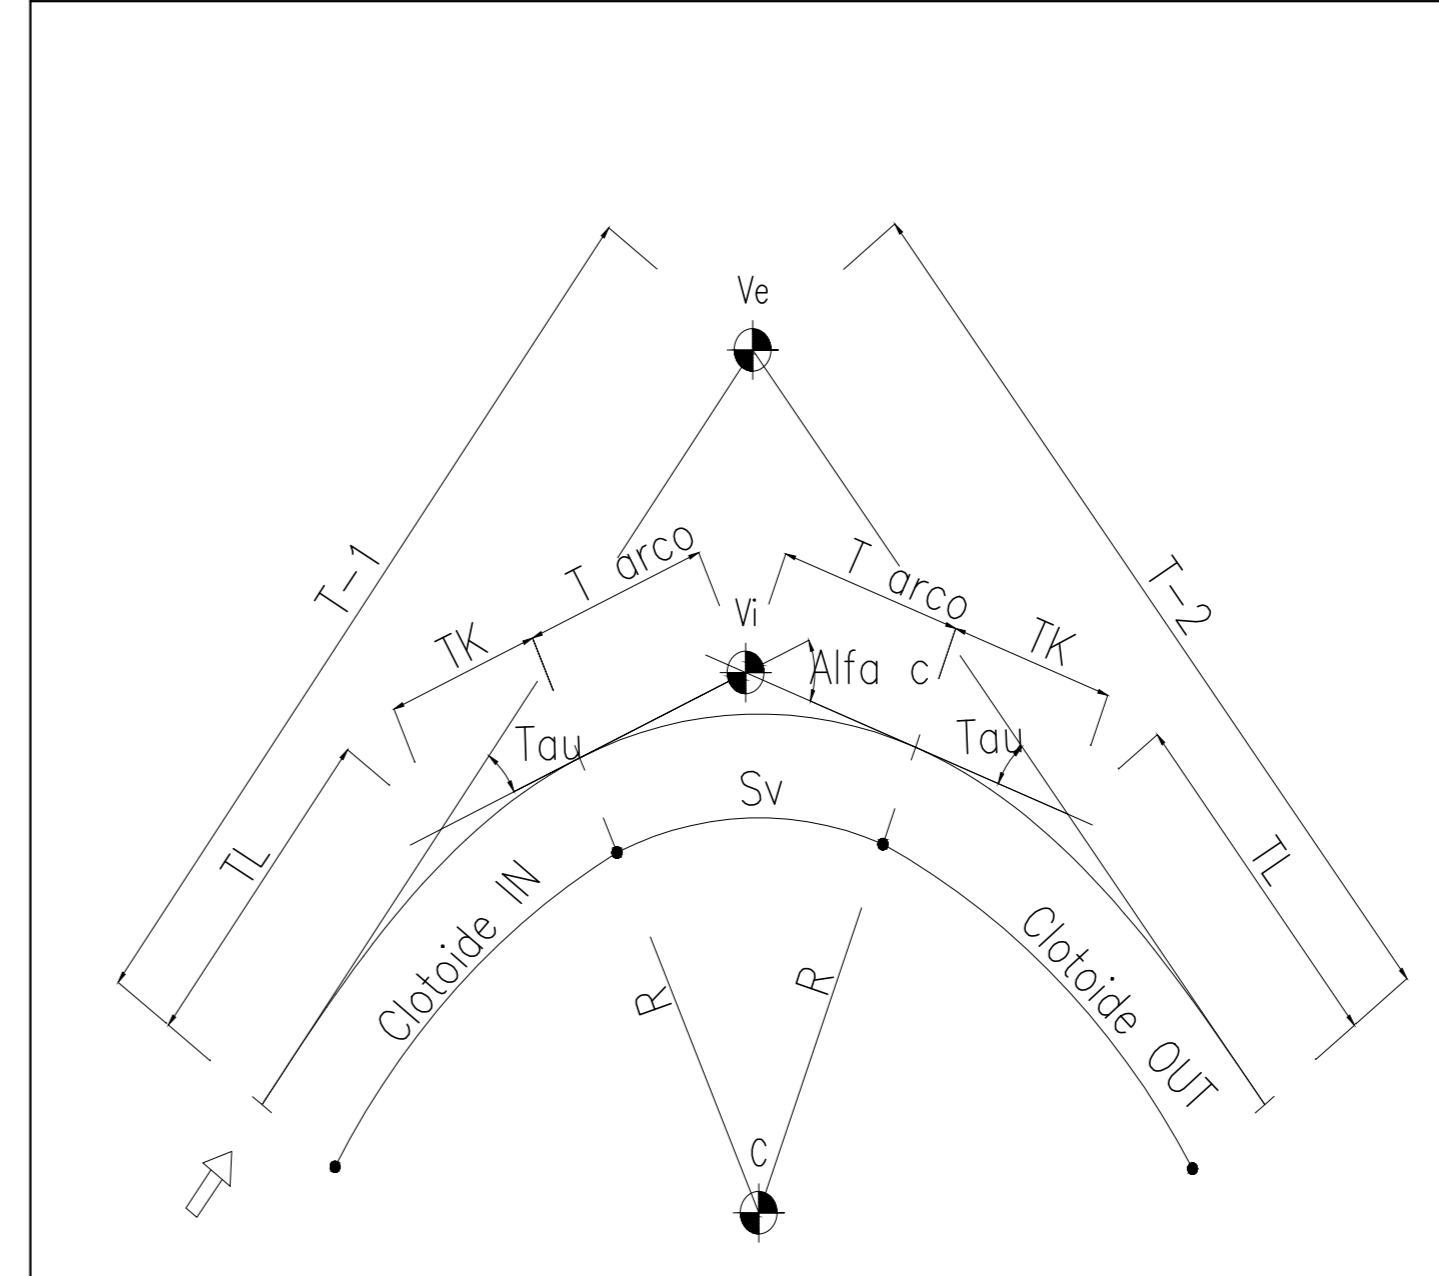 Ve
T-1
T-2
T arco
T arco
TK
TK
Vi
Alfa c
Tau
Tau
TL
TL
Sv
Clotoide IN
Clotoide OUT
R
R
C